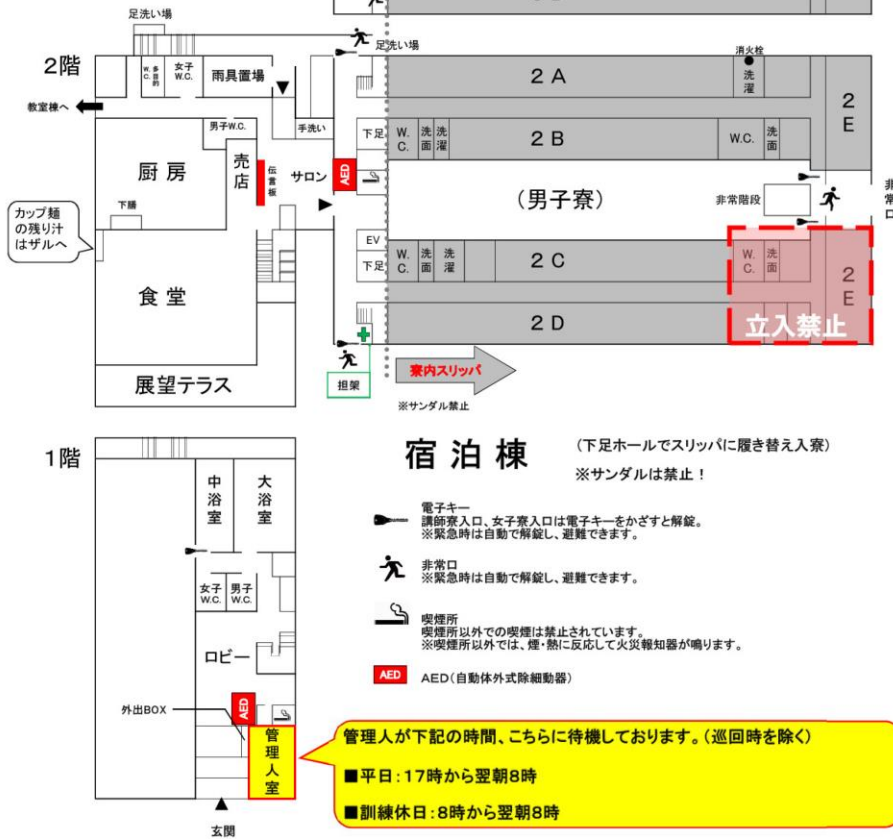 足洗い場
足洗い場
2階
W.C.
多目的
女子
W.C.
雨具置場
消火栓
洗濯
2A
2E
教室棟へ
男子W.C.
手洗い
下足
W.C.
洗面
洗濯
2B
W.C.
洗面
厨房
売店
伝言板
サロン
AED
(男子寮)
非常階段
非常口
下膳
カップ麺
の残り汁
はザルへ
EV
下足
W.C.
洗面
洗濯
2C
W.C.
洗面
2E
食堂
2D
立入禁止
展望テラス
担架
寮内スリッパ
※サンダル禁止
1階
宿泊棟
(下足ホールでスリッパに履き替え入寮)
※サンダルは禁止!
中浴室
大浴室
電子キー
講師寮入口、女子寮入口は電子キーをかざすと解錠。
※緊急時は自動で解錠し、避難できます。
非常口
※緊急時は自動で解錠し、避難できます。
女子
W.C.
男子
W.C.
喫煙所
喫煙所以外での喫煙は禁止されています。
※喫煙所以外では、煙・熱に反応して火災報知器が鳴ります。
ロビー
AED
AED(自動体外式除細動器)
外出BOX
AED
管理人室
管理人が下記の時間、こちらに待機しております。(巡回時を除く)
■平日:17時から翌朝8時
■訓練休日:8時から翌朝8時
玄関